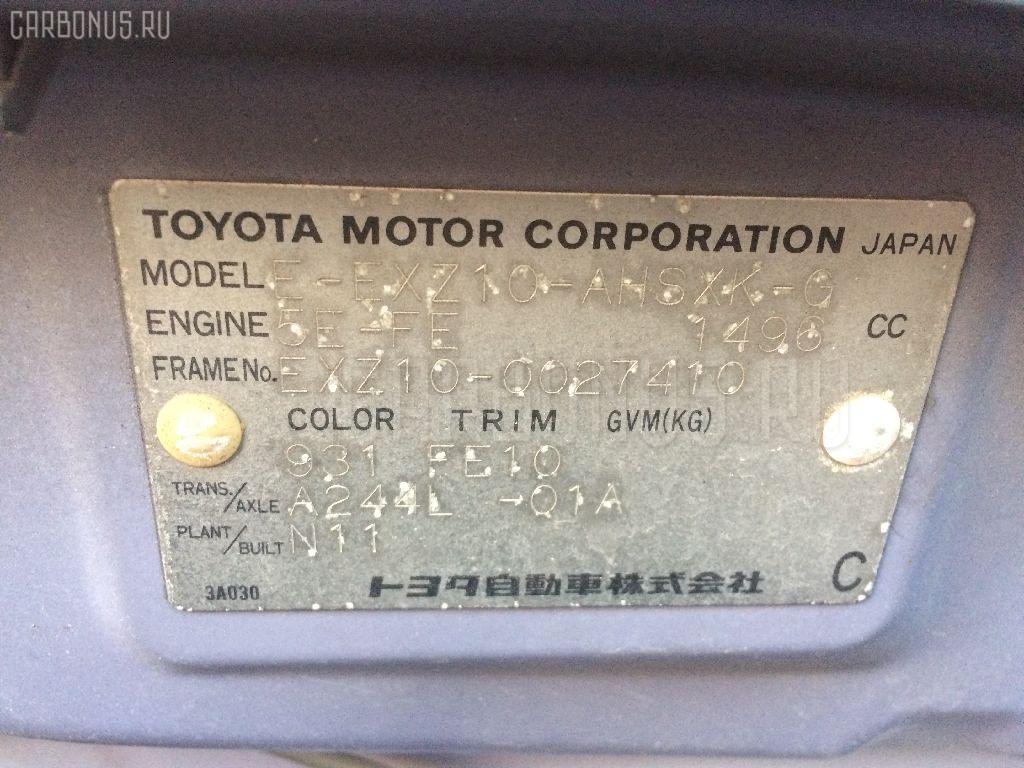 CARBONUS.RU
TOYOTA MOTOR CORPORATION JAPAN
MODEL E-EXZ10-AHSXK-G
ENGINE 5E-FE 1496 CC
FRAME No. EXZ10-0027410
COLOR TRIM GVM(KG)
931 FE10
TRANS./AXLE A244L -01A
PLANT/BUILT N11
3A030 トヨタ自動車株式会社 C